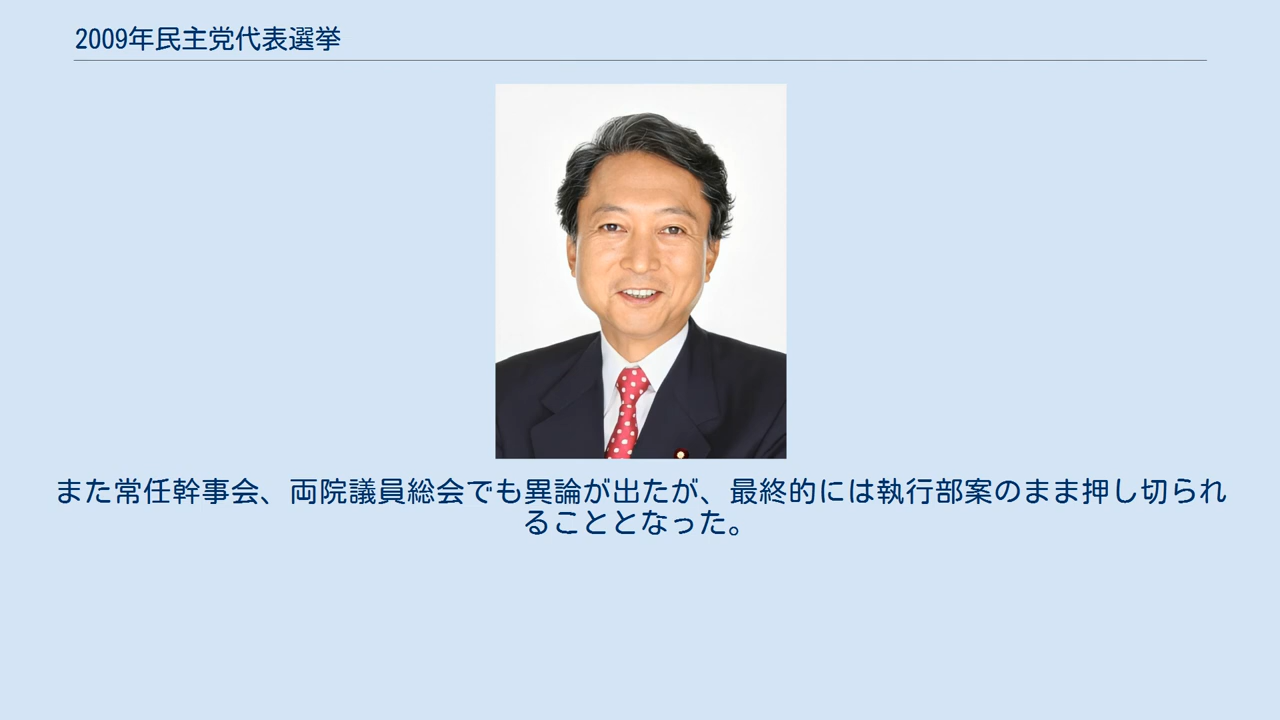 2009年民主党代表選挙
また常任幹事会、両院議員総会でも異論が出たが、最終的には執行部案のまま押し切られ
ることとなった。